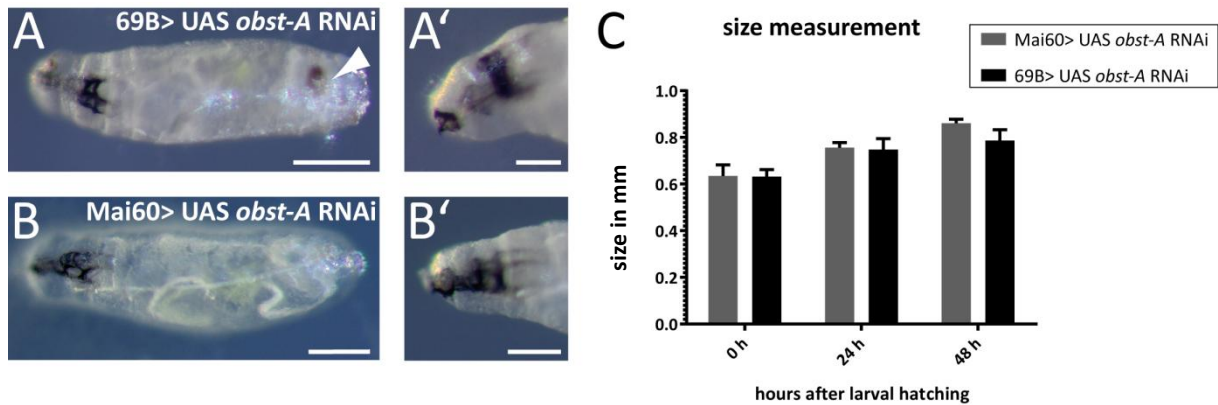 A
69B> UAS obst-A RNAi
A‘
B
Mai60> UAS obst-A RNAi
B‘
C
size measurement
Mai60> UAS obst-A RNAi
69B> UAS obst-A RNAi
size in mm
1.0
0.8
0.6
0.4
0.2
0.0
0 h
24 h
48 h
hours after larval hatching